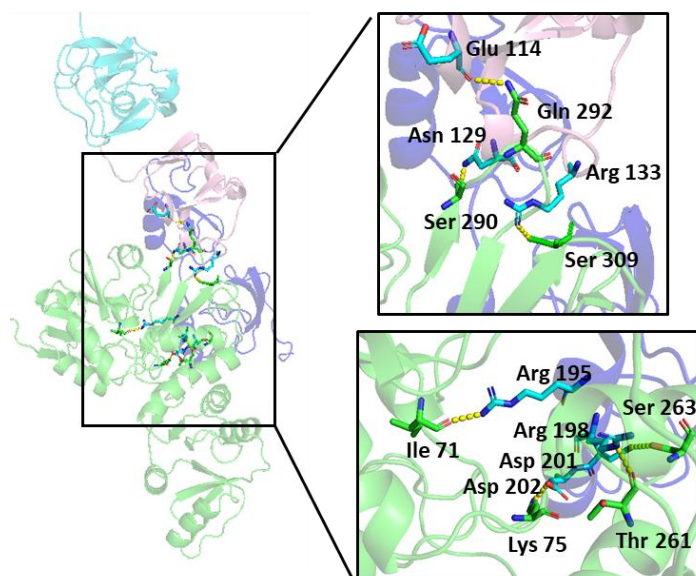 Glu 114
Gln 292
Asn 129
Arg 133
Ser 290
Ser 309
Arg 195
Ser 263
Ile 71
Arg 198
Asp 201
Asp 202
Lys 75
Thr 261